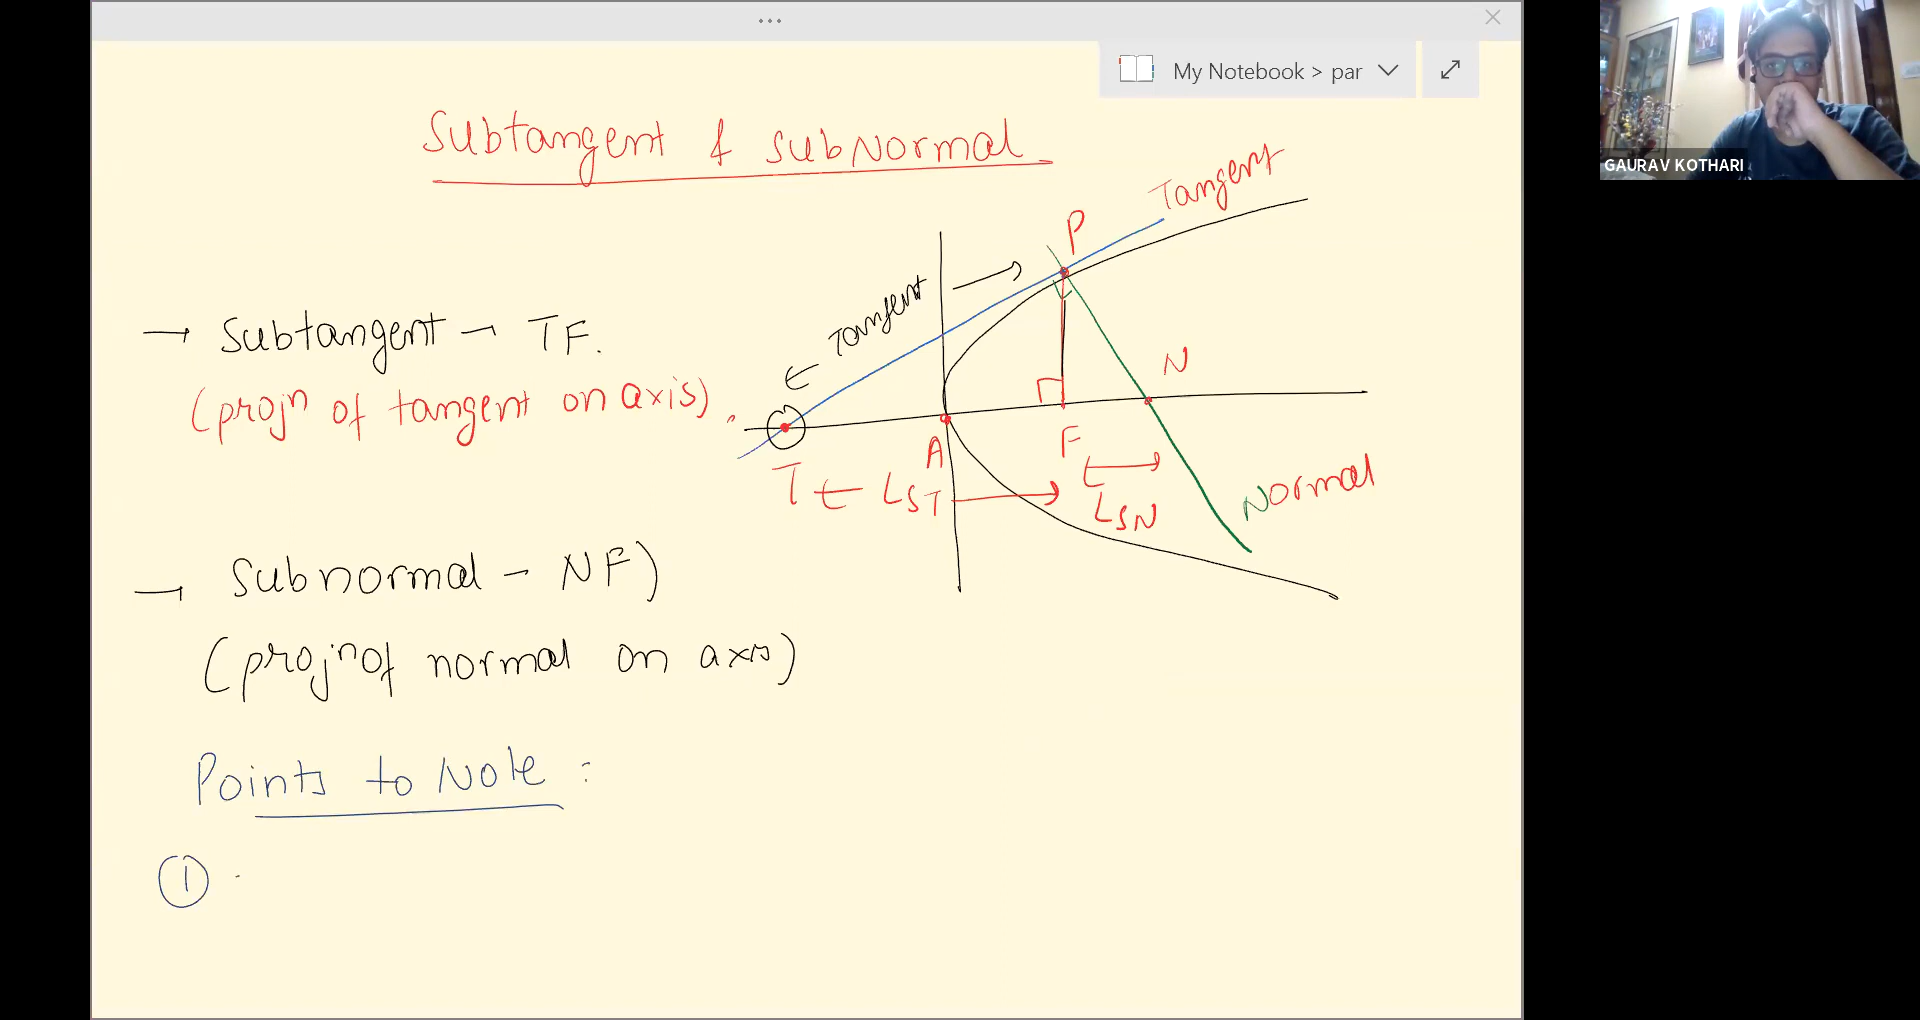 My Notebook > par
GAURAV KOTHARI
Subtangent & subNormal
Tangent
P
Tangent
→ Subtangent → TF.
(projn of tangent on axis).
N
A
F
T ← LST →
LSN
Normal
→ Subnormal - NF)
(projn of normal on axis)
Points to Note :
① -